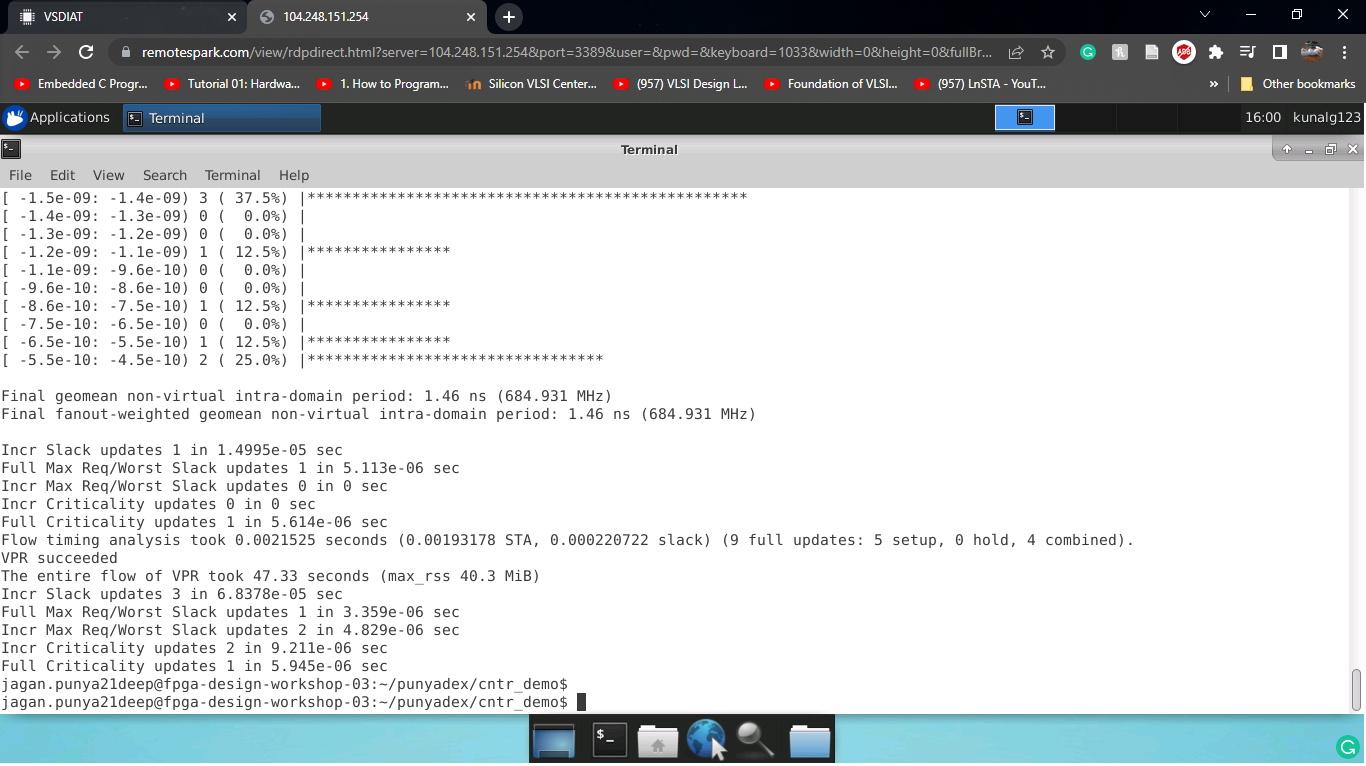 VSDIAT
104.248.151.254
remotespark.com/view/rdpdirect.html?server=104.248.151.254&port=3389&user=&pwd=&keyboard=1033&width=0&height=0&fullBr...
Embedded C Progr... Tutorial 01: Hardwa... 1. How to Program... Silicon VLSI Center... (957) VLSI Design L... Foundation of VLSI... (957) LnSTA - YouT... » Other bookmarks
Applications Terminal 16:00 kunalg123
Terminal
File Edit View Search Terminal Help
[ -1.5e-09: -1.4e-09) 3 ( 37.5%) |*************************************************
[ -1.4e-09: -1.3e-09) 0 (  0.0%) |
[ -1.3e-09: -1.2e-09) 0 (  0.0%) |
[ -1.2e-09: -1.1e-09) 1 ( 12.5%) |****************
[ -1.1e-09: -9.6e-10) 0 (  0.0%) |
[ -9.6e-10: -8.6e-10) 0 (  0.0%) |
[ -8.6e-10: -7.5e-10) 1 ( 12.5%) |****************
[ -7.5e-10: -6.5e-10) 0 (  0.0%) |
[ -6.5e-10: -5.5e-10) 1 ( 12.5%) |****************
[ -5.5e-10: -4.5e-10) 2 ( 25.0%) |*********************************
Final geomean non-virtual intra-domain period: 1.46 ns (684.931 MHz)
Final fanout-weighted geomean non-virtual intra-domain period: 1.46 ns (684.931 MHz)
Incr Slack updates 1 in 1.4995e-05 sec
Full Max Req/Worst Slack updates 1 in 5.113e-06 sec
Incr Max Req/Worst Slack updates 0 in 0 sec
Incr Criticality updates 0 in 0 sec
Full Criticality updates 1 in 5.614e-06 sec
Flow timing analysis took 0.0021525 seconds (0.00193178 STA, 0.000220722 slack) (9 full updates: 5 setup, 0 hold, 4 combined).
VPR succeeded
The entire flow of VPR took 47.33 seconds (max_rss 40.3 MiB)
Incr Slack updates 3 in 6.8378e-05 sec
Full Max Req/Worst Slack updates 1 in 3.359e-06 sec
Incr Max Req/Worst Slack updates 2 in 4.829e-06 sec
Incr Criticality updates 2 in 9.211e-06 sec
Full Criticality updates 1 in 5.945e-06 sec
jagan.punya21deep@fpga-design-workshop-03:~/punyadex/cntr_demo$
jagan.punya21deep@fpga-design-workshop-03:~/punyadex/cntr_demo$